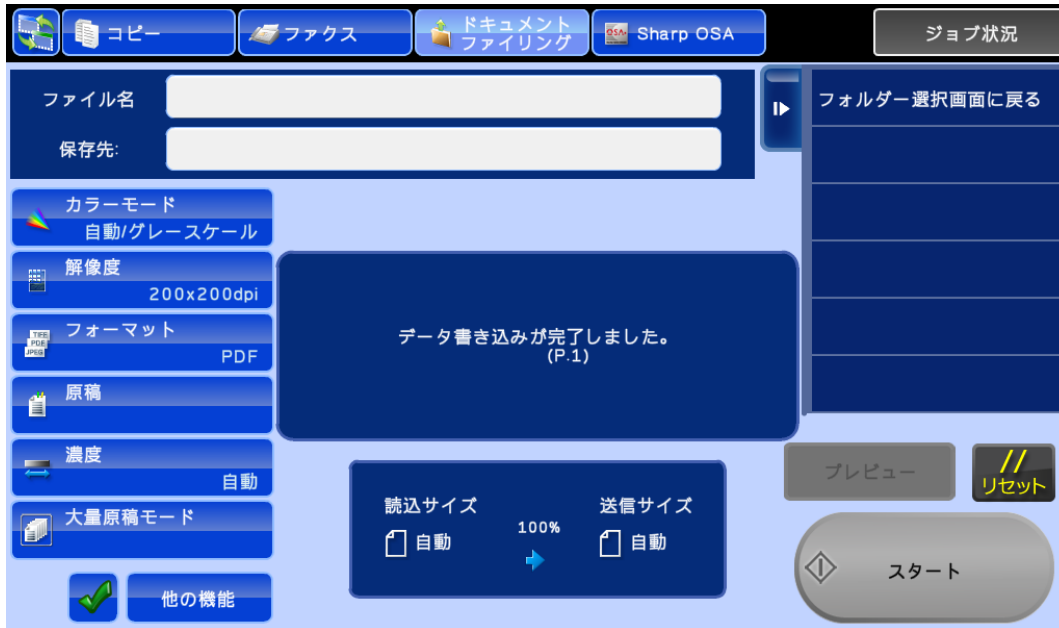 コピー
ファクス
ドキュメント
ファイリング
OSA
Sharp OSA
ジョブ状況
ファイル名
保存先:
フォルダー選択画面に戻る
カラーモード
自動/グレースケール
解像度
200x200dpi
TIFF
PDF
JPEG
フォーマット
PDF
原稿
濃度
自動
大量原稿モード
他の機能
データ書き込みが完了しました。
(P.1)
読込サイズ
自動
100%
送信サイズ
自動
プレビュー
リセット
スタート